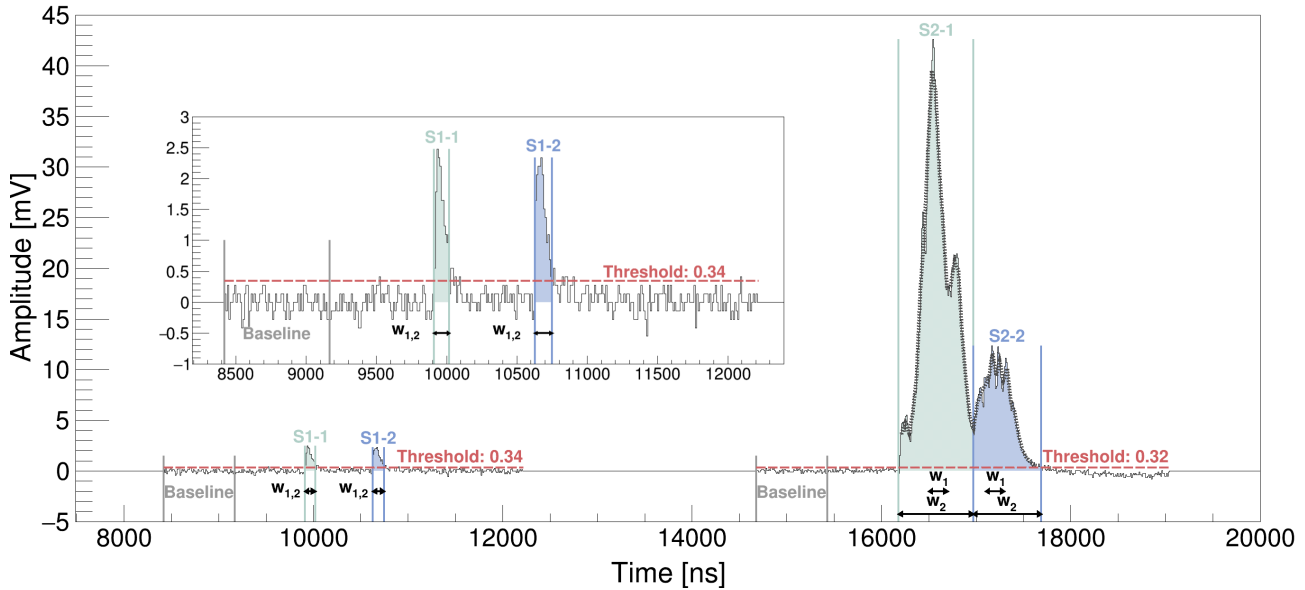 Amplitude [mV]
45
40
35
30
25
20
15
10
5
0
−5
S2-1
S2-2
3
2.5
2
1.5
1
0.5
0
−0.5
−1
S1-1
S1-2
Threshold: 0.34
Baseline
w1,2
w1,2
8500 9000 9500 10000 10500 11000 11500 12000
S1-1
S1-2
Threshold: 0.34
Baseline
w1,2
w1,2
Threshold: 0.32
Baseline
w1
w1
w2
w2
8000 10000 12000 14000 16000 18000 20000
Time [ns]